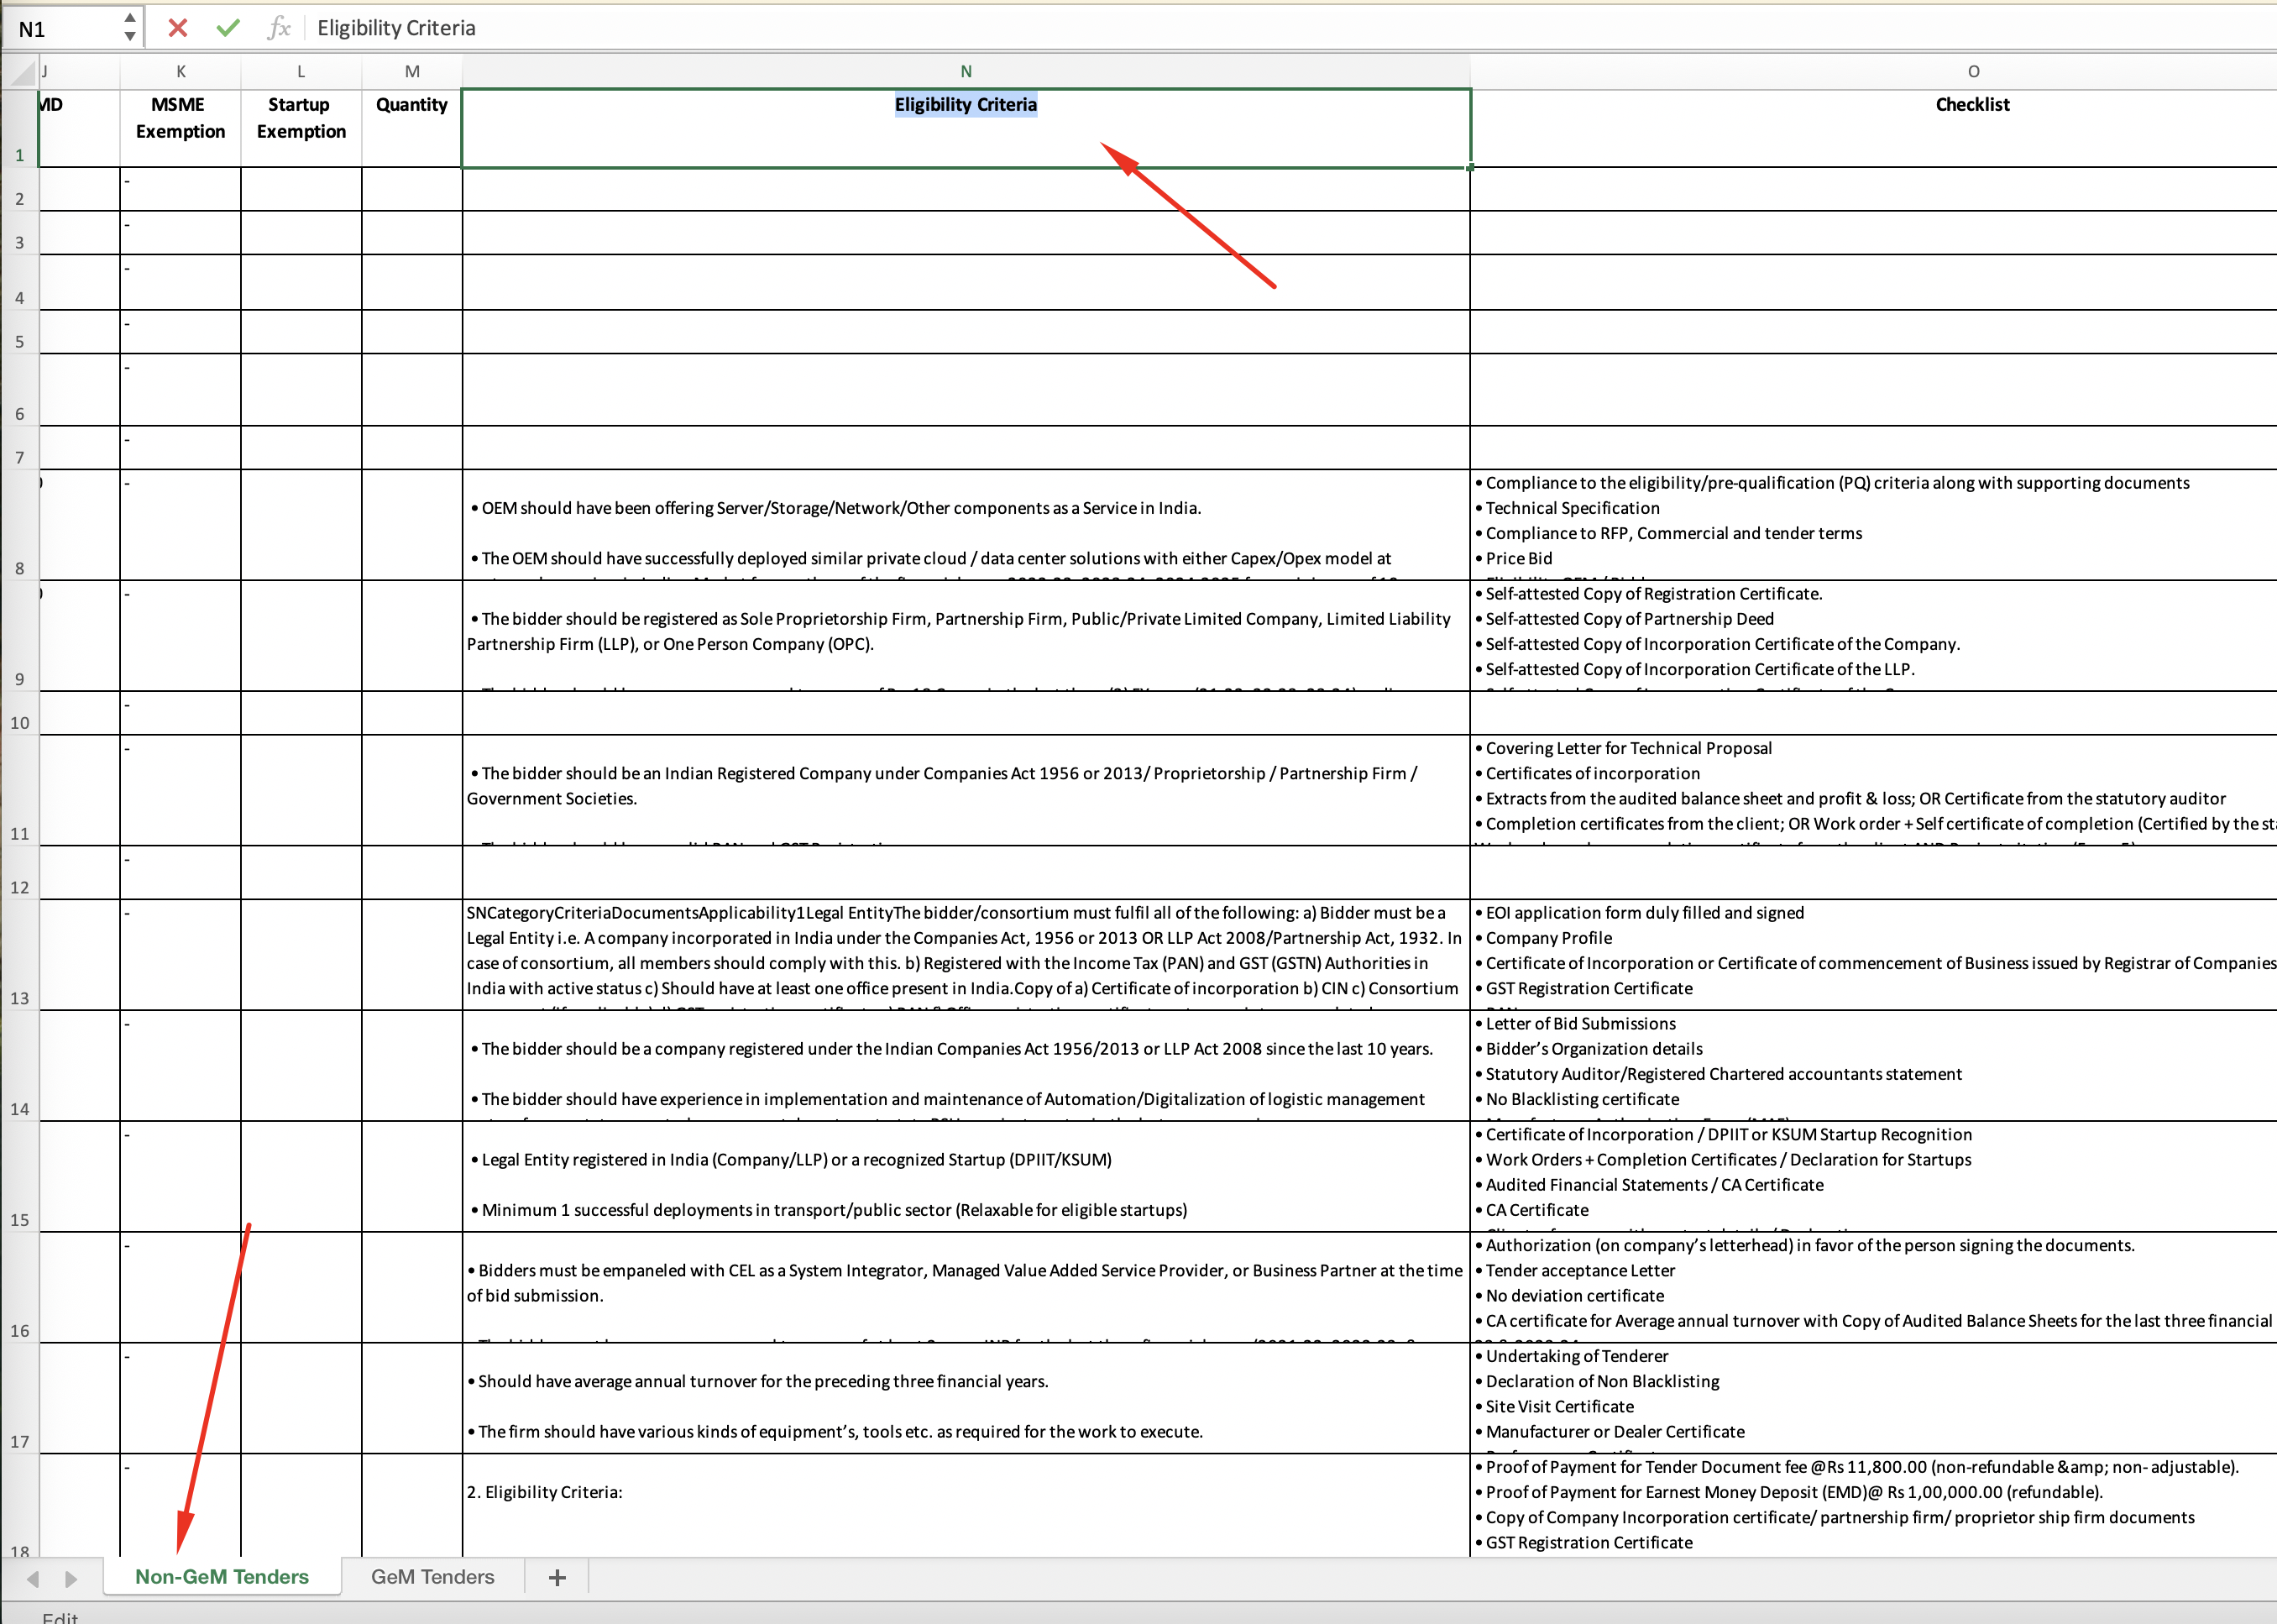 N1 fx Eligibility Criteria
J K L M N O
MD MSME Exemption Startup Exemption Quantity Eligibility Criteria Checklist
1
2 -
3 -
4 -
5 -
6 -
7 -
8 -
• OEM should have been offering Server/Storage/Network/Other components as a Service in India.
• The OEM should have successfully deployed similar private cloud / data center solutions with either Capex/Opex model at
• Compliance to the eligibility/pre-qualification (PQ) criteria along with supporting documents
• Technical Specification
• Compliance to RFP, Commercial and tender terms
• Price Bid
9 -
• The bidder should be registered as Sole Proprietorship Firm, Partnership Firm, Public/Private Limited Company, Limited Liability
Partnership Firm (LLP), or One Person Company (OPC).
• Self-attested Copy of Registration Certificate.
• Self-attested Copy of Partnership Deed
• Self-attested Copy of Incorporation Certificate of the Company.
• Self-attested Copy of Incorporation Certificate of the LLP.
10 -
11 -
• The bidder should be an Indian Registered Company under Companies Act 1956 or 2013/ Proprietorship / Partnership Firm /
Government Societies.
• Covering Letter for Technical Proposal
• Certificates of incorporation
• Extracts from the audited balance sheet and profit & loss; OR Certificate from the statutory auditor
• Completion certificates from the client; OR Work order + Self certificate of completion (Certified by the
12 -
13 -
SNCategoryCriteriaDocumentsApplicability1Legal EntityThe bidder/consortium must fulfil all of the following: a) Bidder must be a
Legal Entity i.e. A company incorporated in India under the Companies Act, 1956 or 2013 OR LLP Act 2008/Partnership Act, 1932. In
case of consortium, all members should comply with this. b) Registered with the Income Tax (PAN) and GST (GSTN) Authorities in
India with active status c) Should have at least one office present in India.Copy of a) Certificate of incorporation b) CIN c) Consortium
• EOI application form duly filled and signed
• Company Profile
• Certificate of Incorporation or Certificate of commencement of Business issued by Registrar of Companies
• GST Registration Certificate
14 -
• The bidder should be a company registered under the Indian Companies Act 1956/2013 or LLP Act 2008 since the last 10 years.
• The bidder should have experience in implementation and maintenance of Automation/Digitalization of logistic management
• Letter of Bid Submissions
• Bidder’s Organization details
• Statutory Auditor/Registered Chartered accountants statement
• No Blacklisting certificate
15 -
• Legal Entity registered in India (Company/LLP) or a recognized Startup (DPIIT/KSUM)
• Minimum 1 successful deployments in transport/public sector (Relaxable for eligible startups)
• Certificate of Incorporation / DPIIT or KSUM Startup Recognition
• Work Orders + Completion Certificates / Declaration for Startups
• Audited Financial Statements / CA Certificate
• CA Certificate
16 -
• Bidders must be empaneled with CEL as a System Integrator, Managed Value Added Service Provider, or Business Partner at the time
of bid submission.
• Authorization (on company’s letterhead) in favor of the person signing the documents.
• Tender acceptance Letter
• No deviation certificate
• CA certificate for Average annual turnover with Copy of Audited Balance Sheets for the last three financial
17 -
• Should have average annual turnover for the preceding three financial years.
• The firm should have various kinds of equipment’s, tools etc. as required for the work to execute.
• Undertaking of Tenderer
• Declaration of Non Blacklisting
• Site Visit Certificate
• Manufacturer or Dealer Certificate
18 -
2. Eligibility Criteria:
• Proof of Payment for Tender Document fee @Rs 11,800.00 (non-refundable &amp; non- adjustable).
• Proof of Payment for Earnest Money Deposit (EMD)@ Rs 1,00,000.00 (refundable).
• Copy of Company Incorporation certificate/ partnership firm/ proprietor ship firm documents
• GST Registration Certificate
Non-GeM Tenders GeM Tenders +
Edit